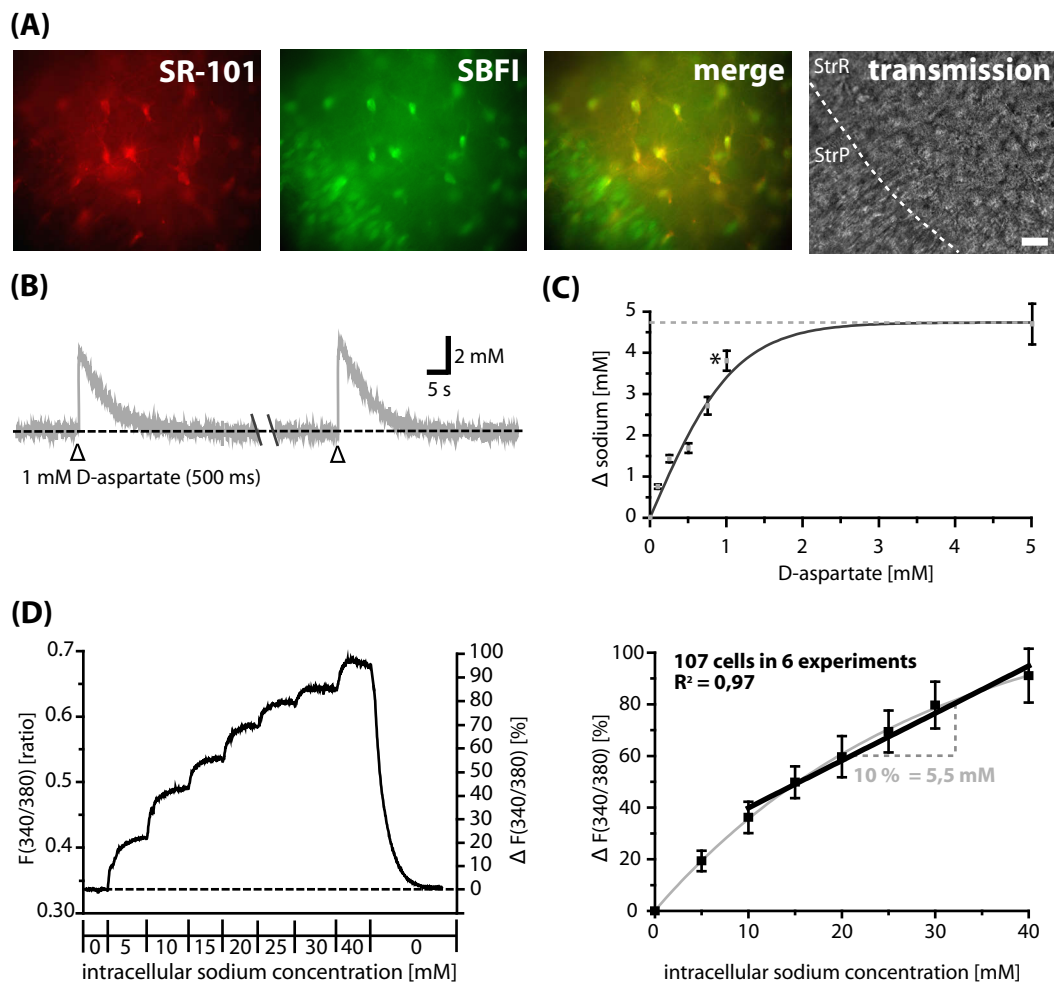 (A)
SR-101
SBFI
merge
transmission
StrR
StrP
(B)
2 mM
5 s
1 mM D-aspartate (500 ms)
(C)
Δ sodium [mM]
5
4
3
2
1
0
*
0 1 2 3 4 5
D-aspartate [mM]
(D)
F(340/380) [ratio]
0.7
0.6
0.5
0.4
0.30
100
90
80
70
60
50
40
30
20
10
0
Δ F(340/380) [%]
0 5 10 15 20 25 30 40 0
intracellular sodium concentration [mM]
Δ F(340/380) [%]
100
80
60
40
20
0
107 cells in 6 experiments
R² = 0,97
10 % = 5,5 mM
0 10 20 30 40
intracellular sodium concentration [mM]